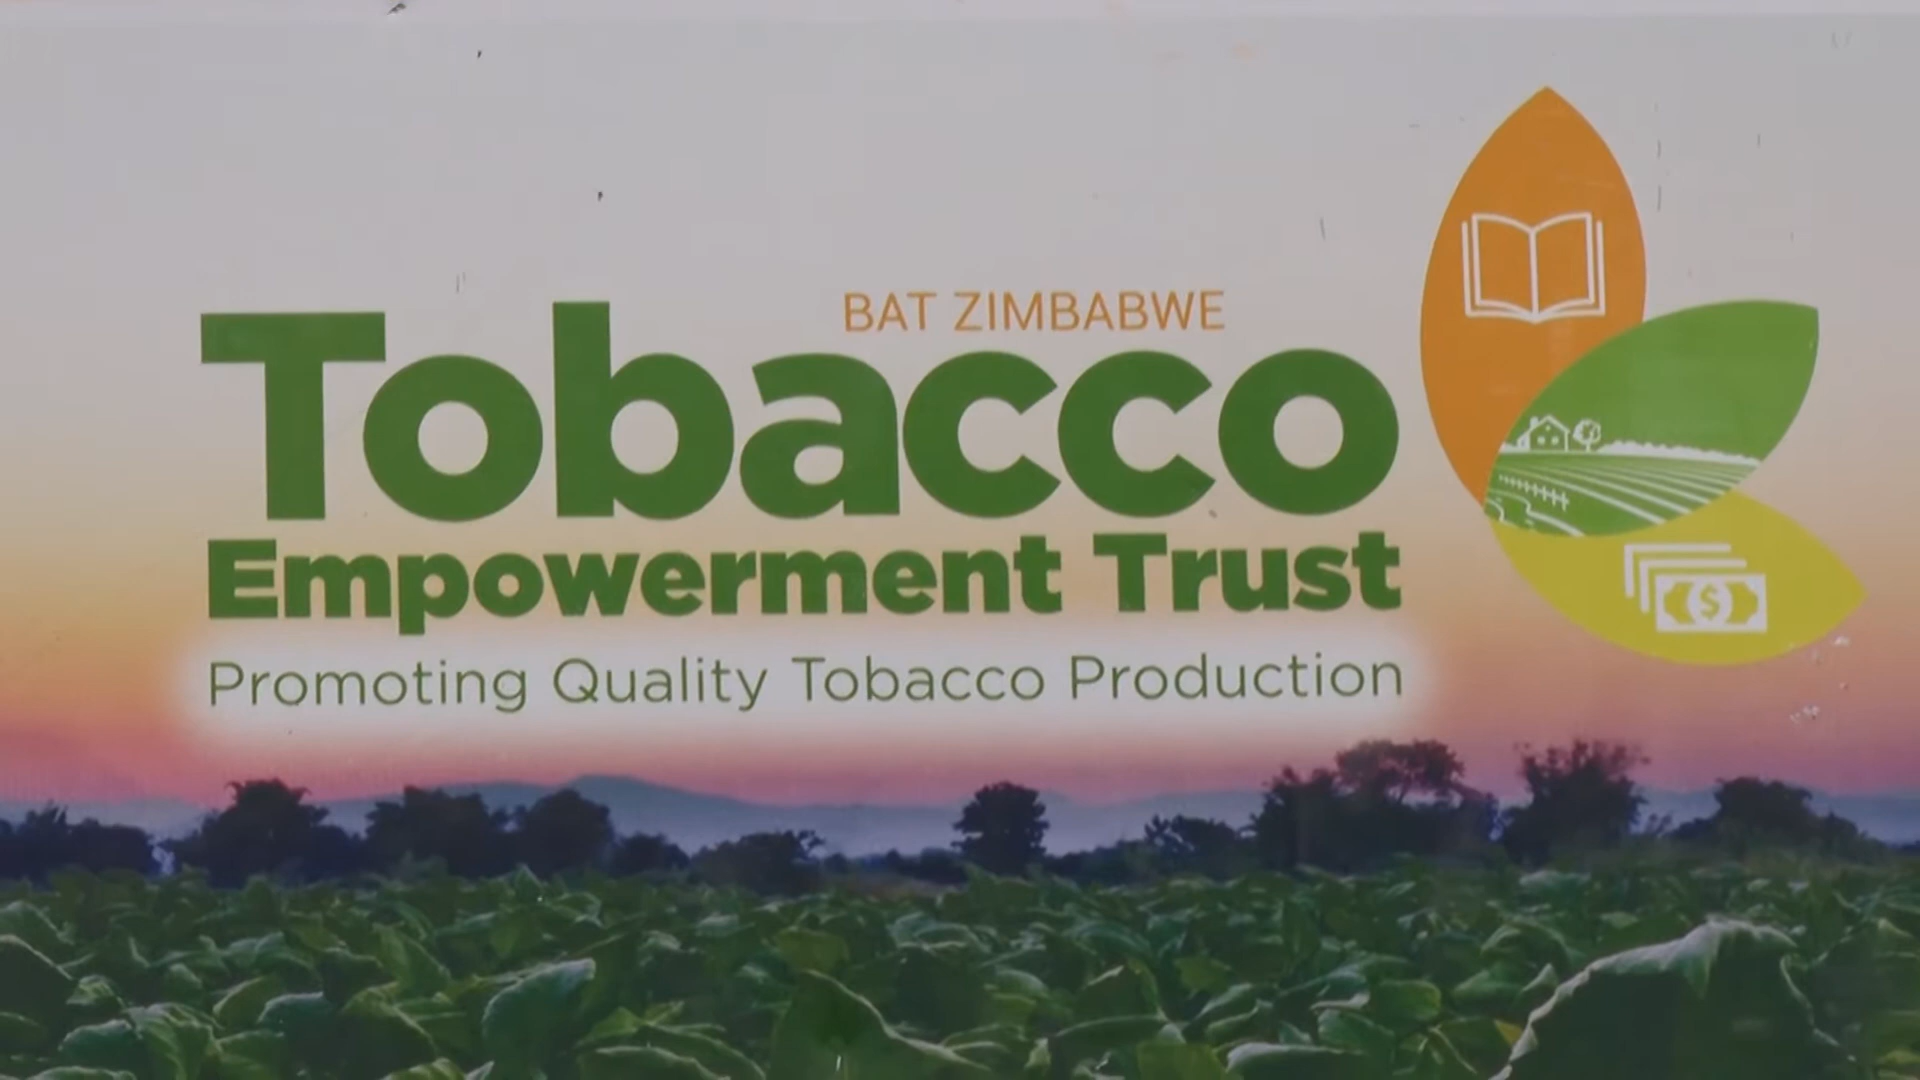 BAT ZIMBABWE
Tobacco
Empowerment Trust
Promoting Quality Tobacco Production
$